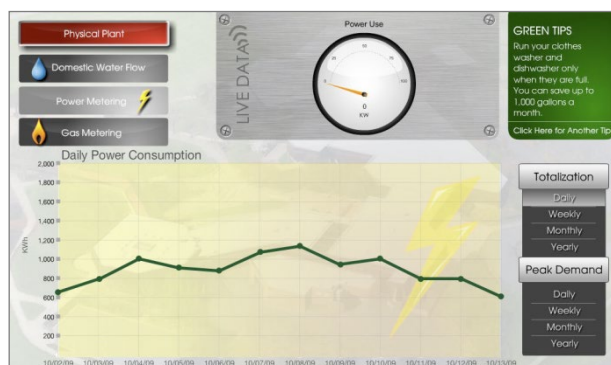 Physical Plant
Domestic Water Flow
Power Metering
Gas Metering
LIVE DATA
Power Use
0
25
50
75
100
0
KW
GREEN TIPS
Run your clothes
washer and
dishwasher only
when they are full.
You can save up to
1,000 gallons a
month.
Click Here for Another Tip
Daily Power Consumption
KWh
2,000
1,800
1,600
1,400
1,200
1,000
800
600
400
200
10/02/09 10/03/09 10/04/09 10/05/09 10/06/09 10/07/09 10/08/09 10/09/09 10/10/09 10/11/09 10/12/09 10/13/09
Totalization
Daily
Weekly
Monthly
Yearly
Peak Demand
Daily
Weekly
Monthly
Yearly